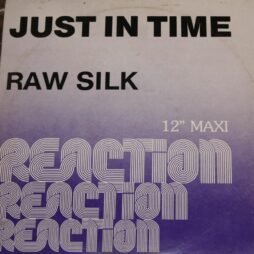 JUST IN TIME
RAW SILK
12" MAXI
REACTION
REACTION
REACTION